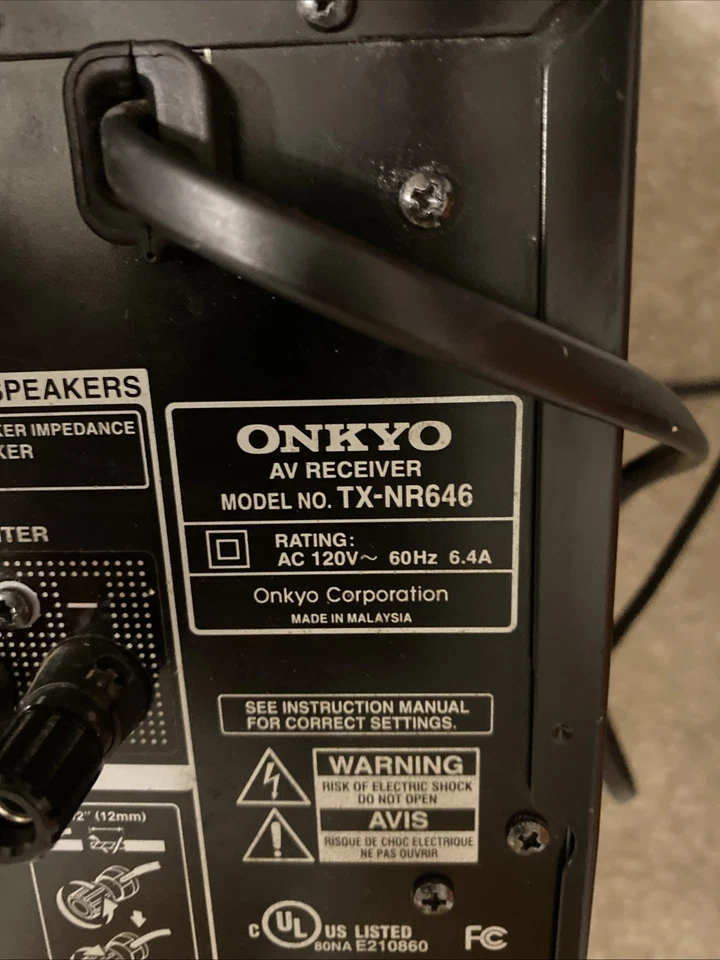 SPEAKERS
KER IMPEDANCE
KER
TER
−
2" (12mm)
ONKYO
AV RECEIVER
MODEL NO. TX-NR646
RATING:
AC 120V~ 60Hz 6.4A
Onkyo Corporation
MADE IN MALAYSIA
SEE INSTRUCTION MANUAL
FOR CORRECT SETTINGS.
WARNING
RISK OF ELECTRIC SHOCK
DO NOT OPEN
AVIS
RISQUE DE CHOC ELECTRIQUE
NE PAS OUVRIR
C UL US LISTED
80NA E210860
FC